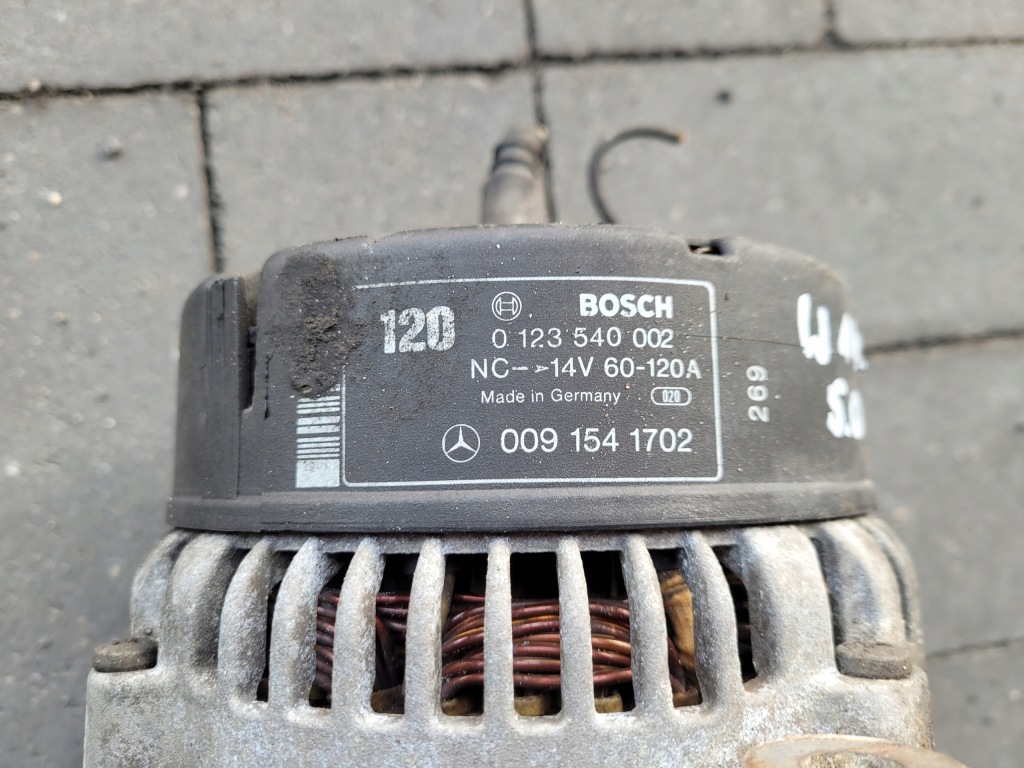 120
BOSCH
0 123 540 002
NC 14V 60-120A
Made in Germany 020
009 154 1702
269